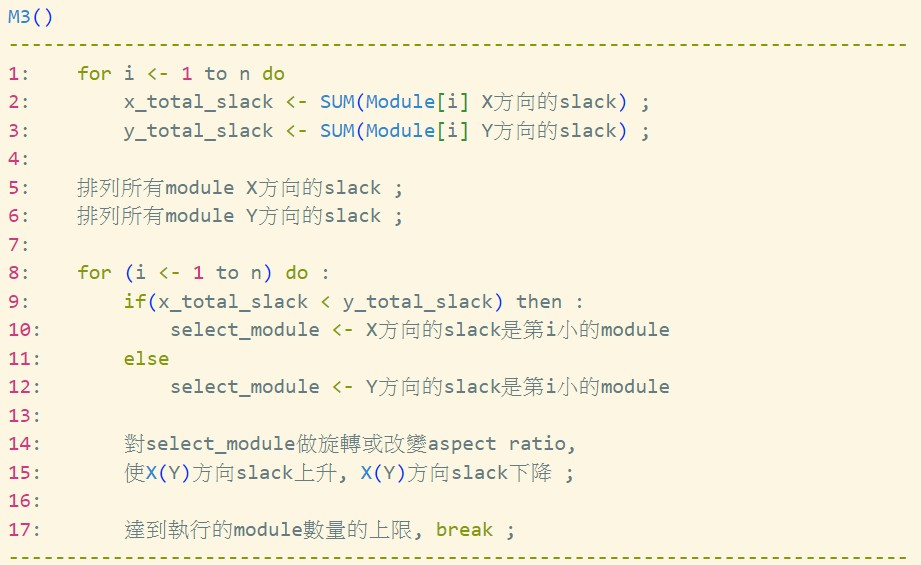 M3()
------------------------------------------------------------------------------
1:    for i <- 1 to n do
2:        x_total_slack <- SUM(Module[i] X方向的slack) ;
3:        y_total_slack <- SUM(Module[i] Y方向的slack) ;
4:
5:    排列所有module X方向的slack ;
6:    排列所有module Y方向的slack ;
7:
8:    for (i <- 1 to n) do :
9:        if(x_total_slack < y_total_slack) then :
10:           select_module <- X方向的slack是第i小的module
11:       else
12:           select_module <- Y方向的slack是第i小的module
13:
14:       對select_module做旋轉或改變aspect ratio,
15:       使X(Y)方向slack上升, X(Y)方向slack下降 ;
16:
17:       達到執行的module數量的上限, break ;
------------------------------------------------------------------------------